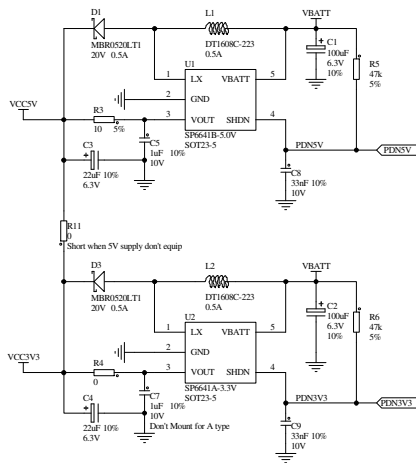 D1
MBR0520LT1
20V 0.5A
L1
DT1608C-223
0.5A
VBATT
C1
100uF
6.3V
10%
R5
47k
5%
U1
1 LX VBATT 5
2 GND
3 VOUT SHDN 4
SP6641B-5.0V
SOT23-5
VCC5V
R3
10 5%
C3
22uF 10%
6.3V
C5
1uF 10%
10V
PDN5V
PDN5V
C8
33nF 10%
10V
R11
0
Short when 5V supply don't equip
D3
MBR0520LT1
20V 0.5A
L2
DT1608C-223
0.5A
VBATT
C2
100uF
6.3V
10%
R6
47k
5%
U2
1 LX VBATT 5
2 GND
3 VOUT SHDN 4
SP6641A-3.3V
SOT23-5
VCC3V3
R4
0
C4
22uF 10%
6.3V
C7
1uF 10%
10V
Don't Mount for A type
PDN3V3
PDN3V3
C9
33nF 10%
10V